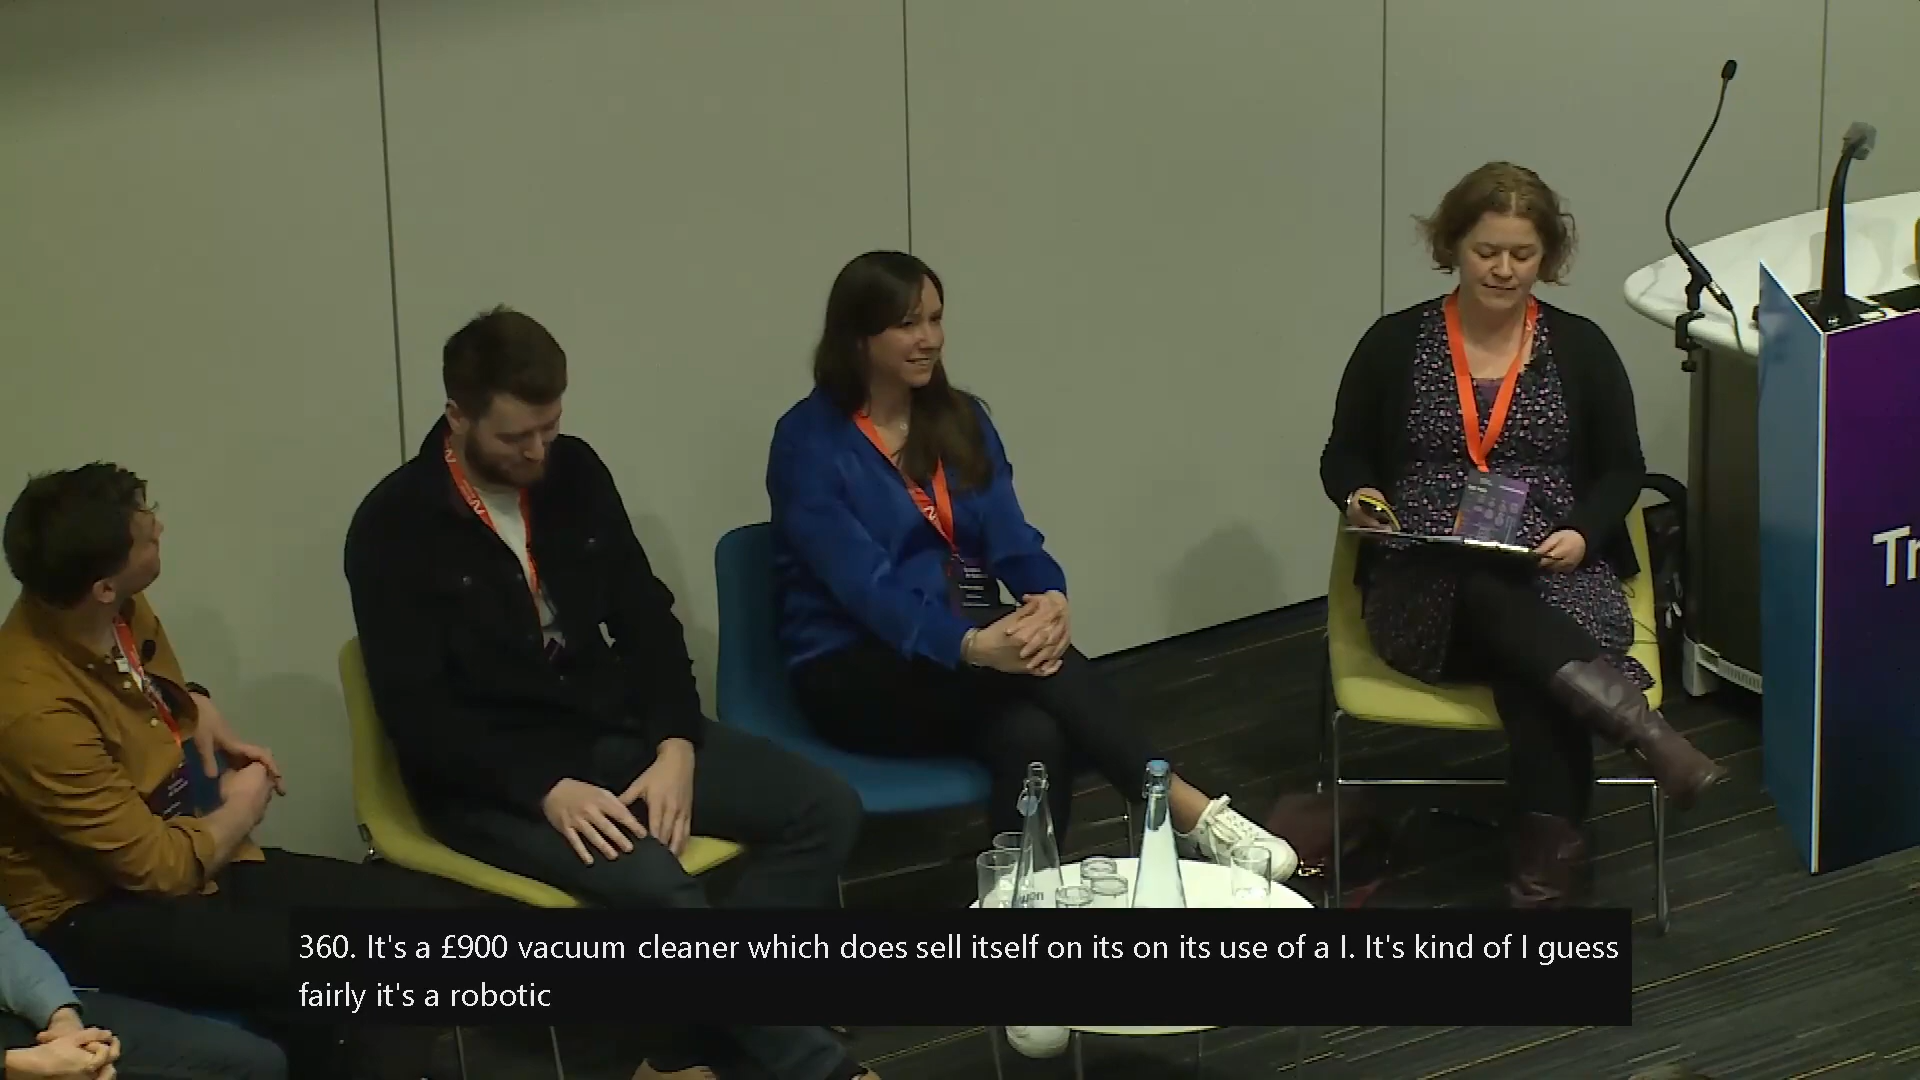 Tr
360. It's a £900 vacuum cleaner which does sell itself on its on its use of a I. It's kind of I guess
fairly it's a robotic